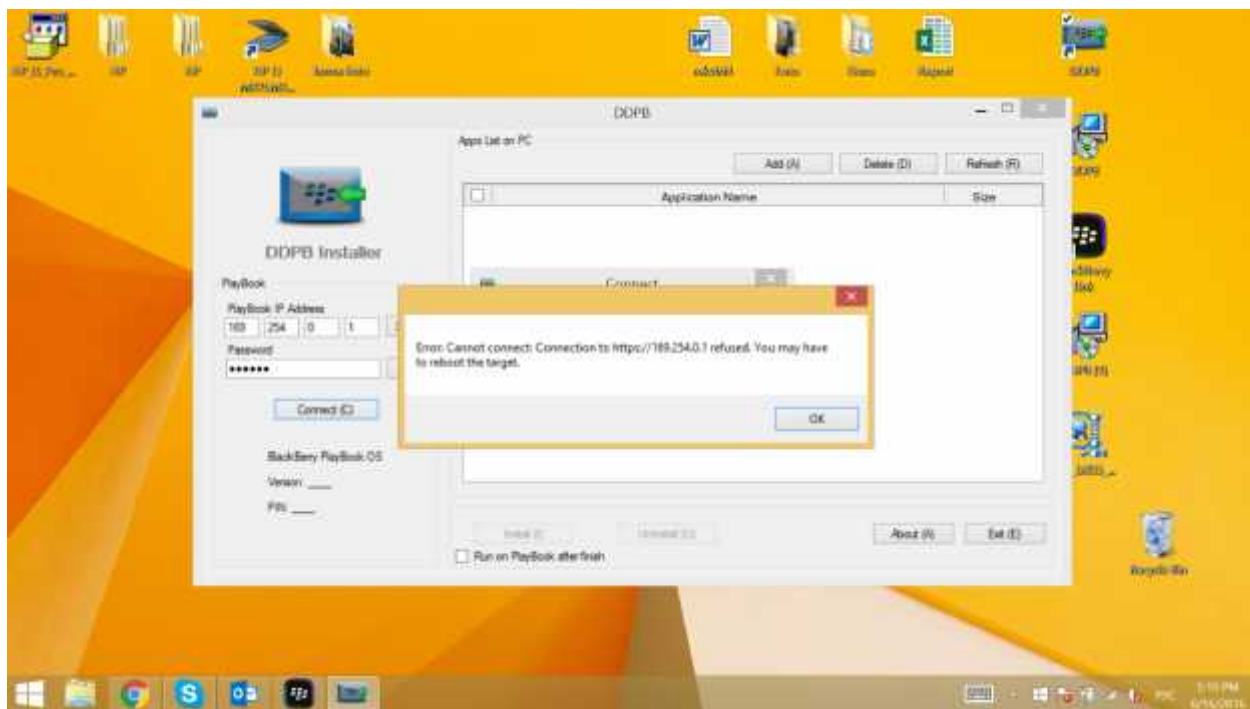 DDPB
Apps List on PC
Add (A)
Delete (D)
Refresh (R)
Application Name
Size
DDPB Installer
PlayBook
PlayBook IP Address
169 254 0 1
Password
Connect (C)
Connect
Error: Cannot connect: Connection to https://169.254.0.1 refused. You may have
to reboot the target.
OK
BlackBerry PlayBook OS
Version: ____
PIN: ____
Install (I)
Run on PlayBook after finish
About (A)
Exit (E)
Recycle Bin